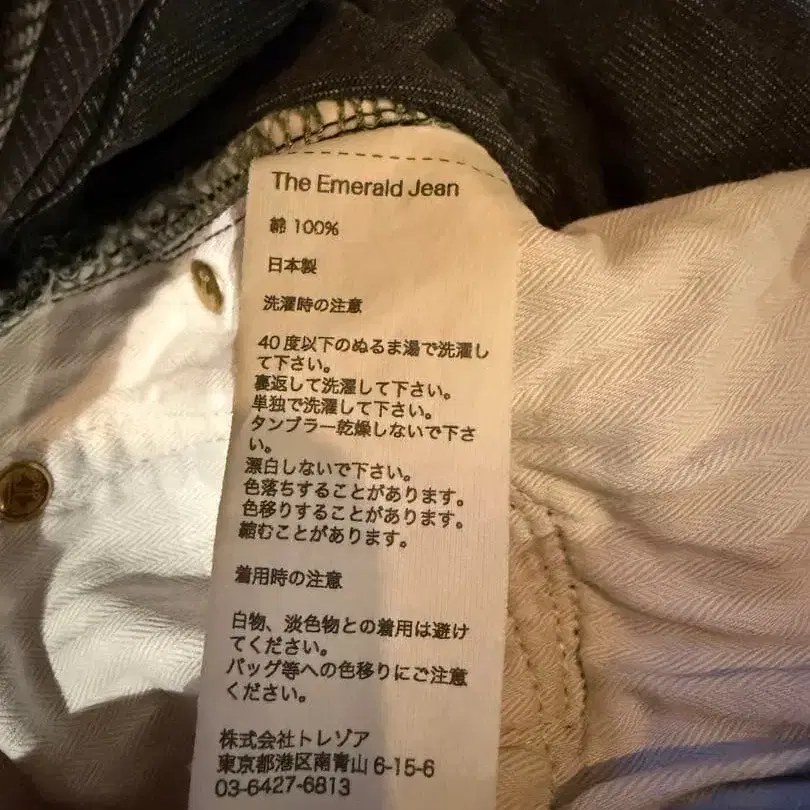 The Emerald Jean
綿 100%
日本製
洗濯時の注意
40 度以下のぬるま湯で洗濯し
て下さい。
裏返して洗濯して下さい。
単独で洗濯して下さい。
タンブラー乾燥しないで下さ
い。
漂白しないで下さい。
色落ちすることがあります。
色移りすることがあります。
縮むことがあります。
着用時の注意
白物、淡色物との着用は避け
てください。
バッグ等への色移りにご注意
ください。
株式会社トレゾア
東京都港区南青山 6-15-6
03-6427-6813